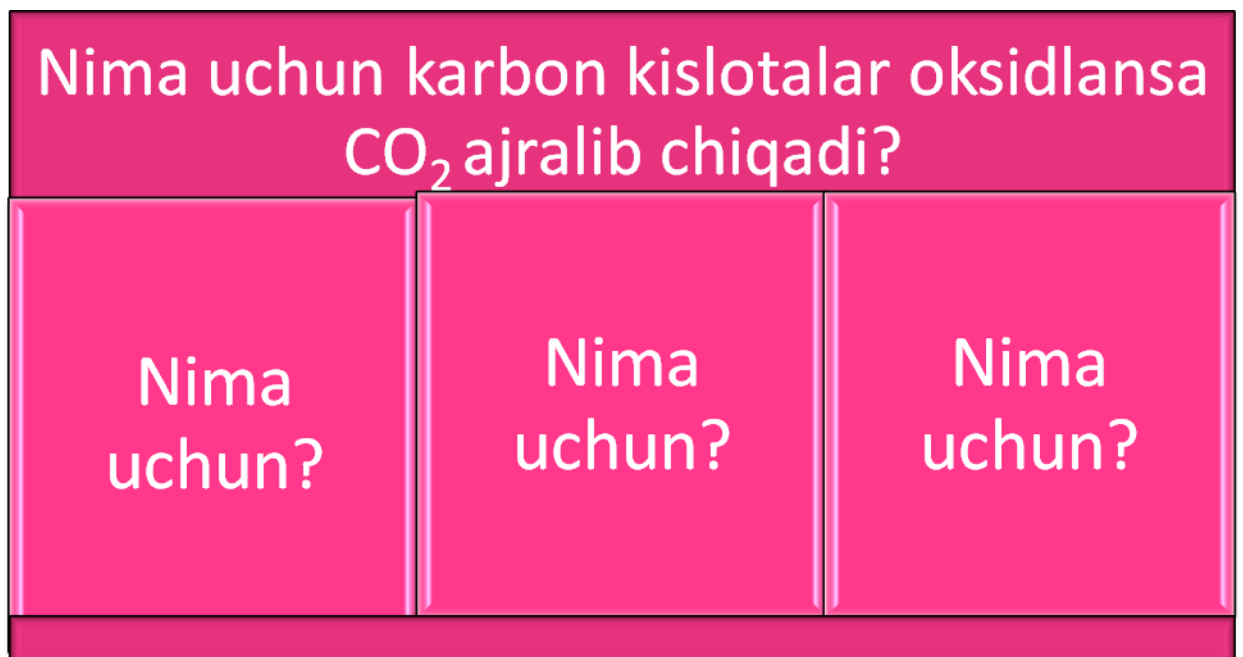 Nima uchun karbon kislotalar oksidlansa
CO₂ ajralib chiqadi?
Nima
uchun?
Nima
uchun?
Nima
uchun?